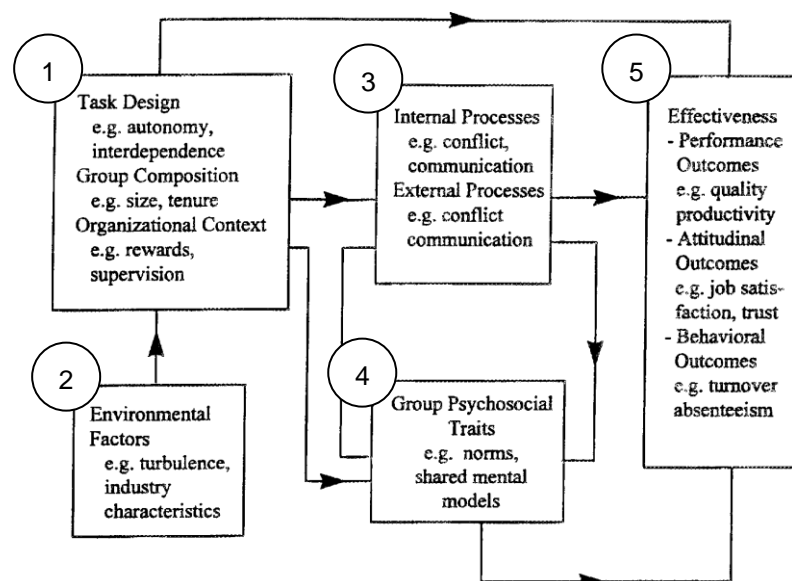 1
Task Design
e.g. autonomy,
interdependence
Group Composition
e.g. size, tenure
Organizational Context
e.g. rewards,
supervision
2
Environmental
Factors
e.g. turbulence,
industry
characteristics
3
Internal Processes
e.g. conflict,
communication
External Processes
e.g. conflict
communication
4
Group Psychosocial
Traits
e.g. norms,
shared mental
models
5
Effectiveness
- Performance
Outcomes
e.g. quality
productivity
- Attitudinal
Outcomes
e.g. job satis-
faction, trust
- Behavioral
Outcomes
e.g. turnover
absenteeism